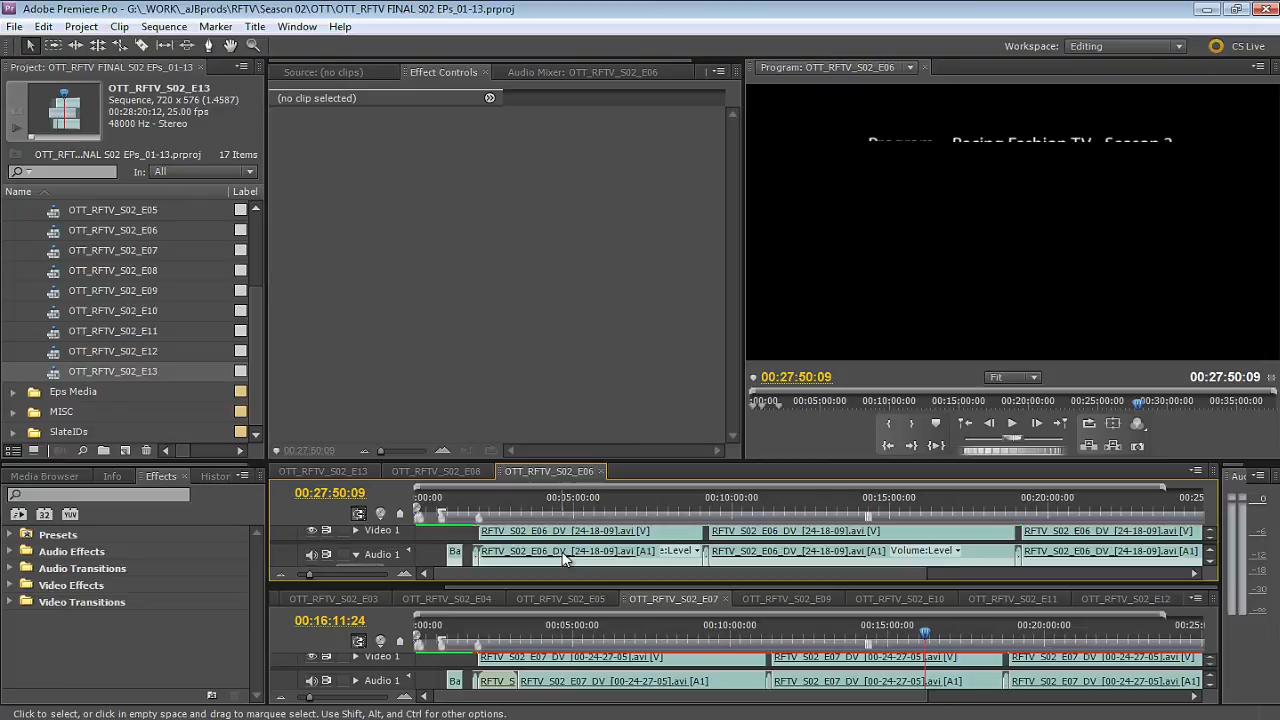 Adobe Premiere Pro - G:\_WORK\_aJBprods\RFTV\Season 02\OTT\OTT_RFTV FINAL S02 EPs_01-13.prproj
File Edit Project Clip Sequence Marker Title Window Help
Workspace: Editing CS Live
Project: OTT_RFTV FINAL S02 EPs_01-13
Source: (no clips) Effect Controls Audio Mixer: OTT_RFTV_S02_E06
Program: OTT_RFTV_S02_E06
OTT_RFTV_S02_E13
Sequence, 720 x 576 (1.4587)
00:28:20:12, 25.00 fps
48000 Hz - Stereo
(no clip selected)
OTT_RFT...NAL S02 EPs_01-13.prproj 17 Items
In: All
Name Label
OTT_RFTV_S02_E05
OTT_RFTV_S02_E06
OTT_RFTV_S02_E07
OTT_RFTV_S02_E08
OTT_RFTV_S02_E09
OTT_RFTV_S02_E10
OTT_RFTV_S02_E11
OTT_RFTV_S02_E12
OTT_RFTV_S02_E13
Eps Media
MISC
SlateIDs
00:27:50:09
Program Racing Fashion TV - Season 2
00:27:50:09 Fit 00:27:50:09
00:00 00:05:00:00 00:10:00:00 00:15:00:00 00:20:00:00 00:25:00:00 00:30:00:00 00:35:00:00
Media Browser Info Effects Histor
Presets
Audio Effects
Audio Transitions
Video Effects
Video Transitions
OTT_RFTV_S02_E13 OTT_RFTV_S02_E08 OTT_RFTV_S02_E06
00:27:50:09 :00:00 00:05:00:00 00:10:00:00 00:15:00:00 00:20:00:00 00:25
Video 1 RFTV_S02_E06_DV_[24-18-09].avi [V] RFTV_S02_E06_DV_[24-18-09].avi [V] RFTV_S02_E06_DV_[24-18-09].avi [V]
Audio 1 Ba RFTV_S02_E06_DV_[24-18-09].avi [A1] e:Level RFTV_S02_E06_DV_[24-18-09].avi [A1] Volume:Level RFTV_S02_E06_DV_[24-18-09].avi [A1]
OTT_RFTV_S02_E03 OTT_RFTV_S02_E04 OTT_RFTV_S02_E05 OTT_RFTV_S02_E07 OTT_RFTV_S02_E09 OTT_RFTV_S02_E10 OTT_RFTV_S02_E11 OTT_RFTV_S02_E12
00:16:11:24 :00:00 00:05:00:00 00:10:00:00 00:15:00:00 00:20:00:00 00:25:
Video 1 RFTV_S02_E07_DV_[00-24-27-05].avi [V] RFTV_S02_E07_DV_[00-24-27-05].avi [V] RFTV_S02_E07_DV_[00-24-27-05].avi [V]
Audio 1 Ba RFTV_S RFTV_S02_E07_DV_[00-24-27-05].avi [A1] RFTV_S02_E07_DV_[00-24-27-05].avi [A1] RFTV_S02_E07_DV_[00-24-27-05].avi [A1]
Au
0
-6
-12
-18
Click to select, or click in empty space and drag to marquee select. Use Shift, Alt, and Ctrl for other options.